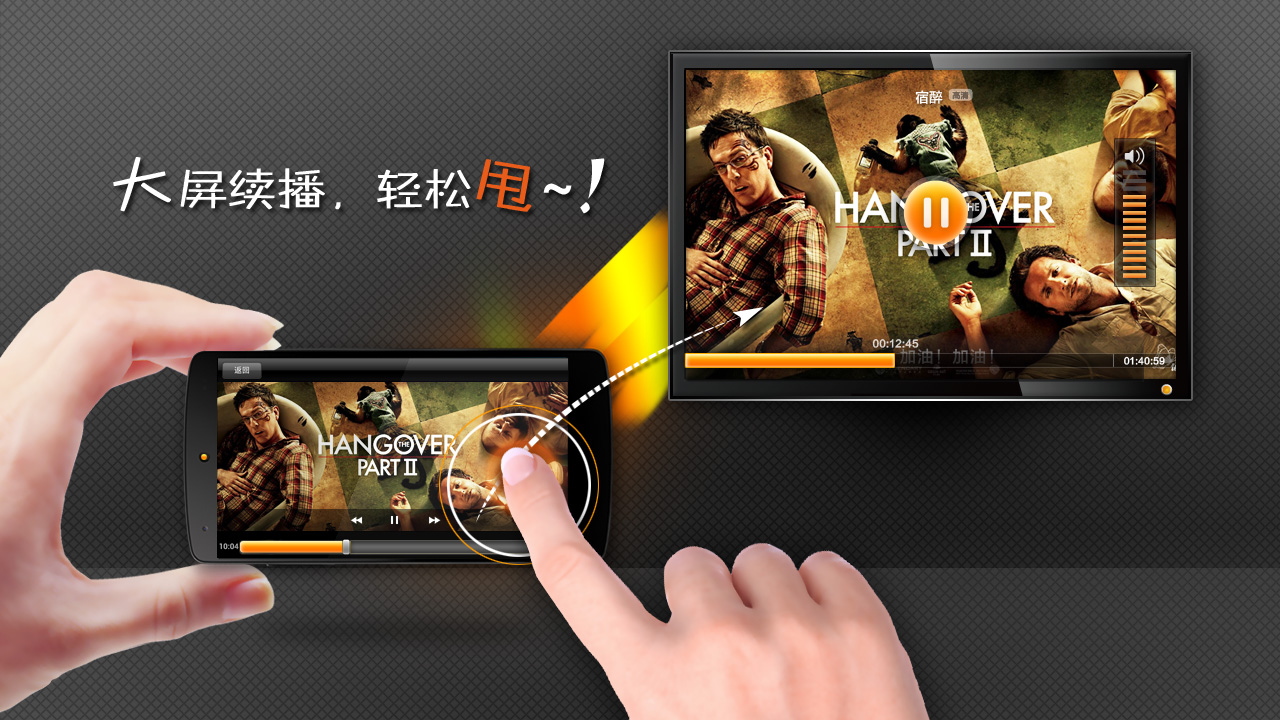 大屏续播，轻松甩~！
宿醉 高清
HANGOVER
THE
PART II
00:12:45
加油！加油！
01:40:59
返回
HANGOVER
THE
PART II
10:04